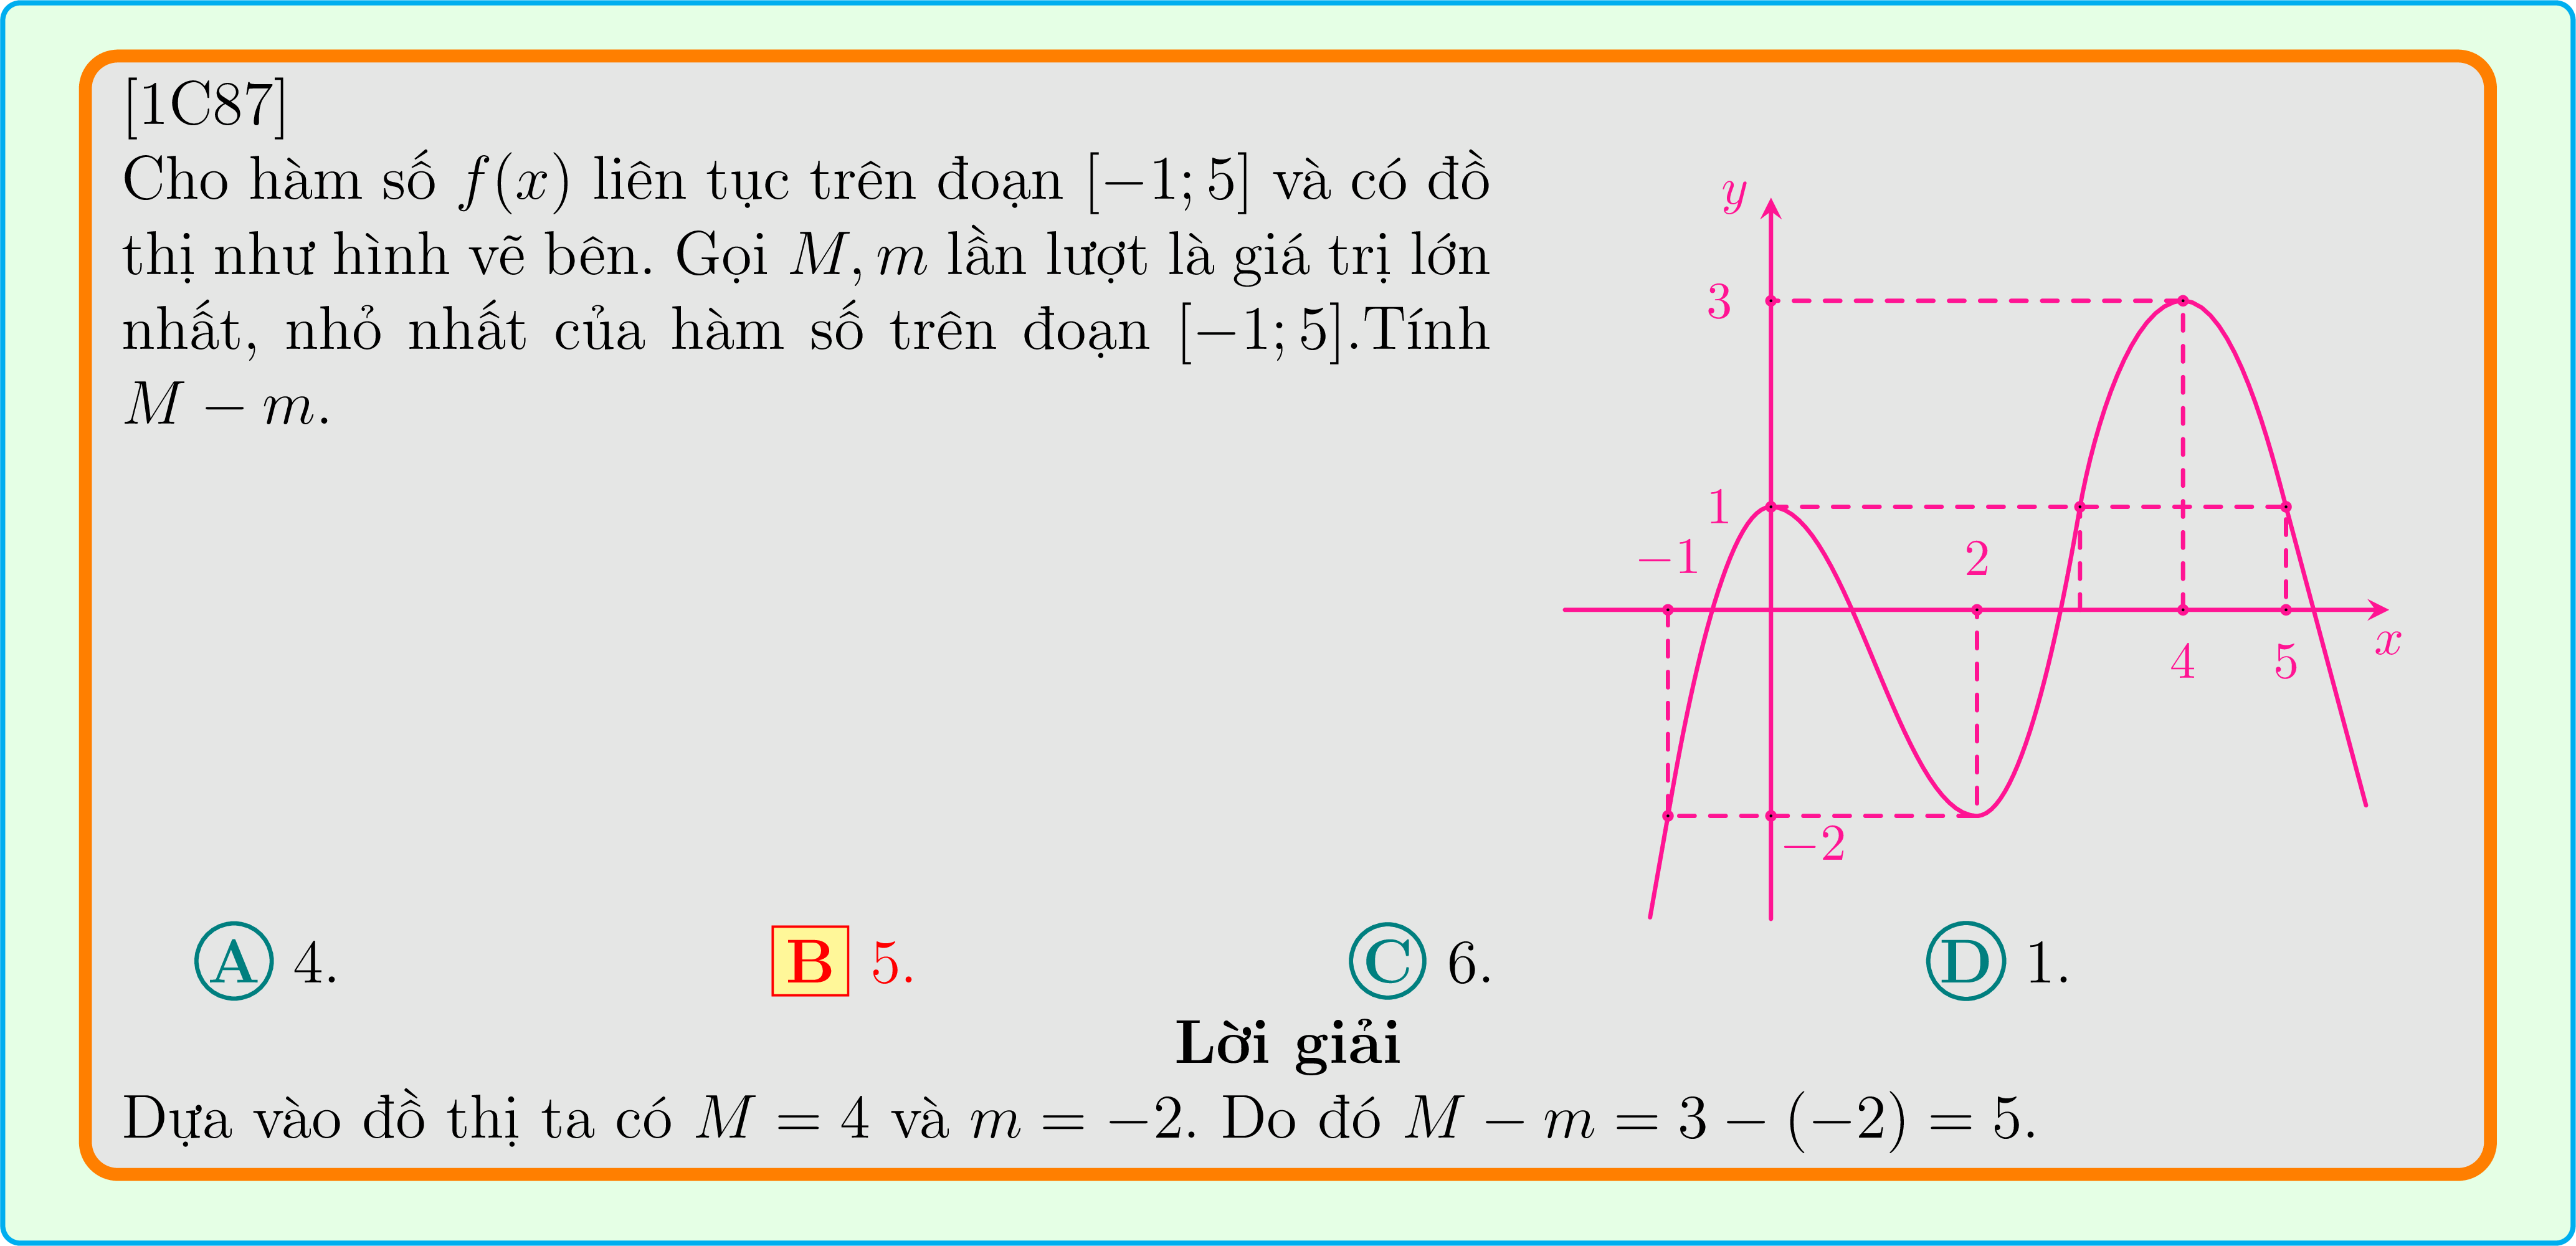 [1C87]
Cho hàm số f(x) liên tục trên đoạn [−1; 5] và có đồ
thị như hình vẽ bên. Gọi M, m lần lượt là giá trị lớn
nhất, nhỏ nhất của hàm số trên đoạn [−1; 5].Tính
M − m.
y
3
1
−1
2
x
4
5
−2
A 4.
B 5.
C 6.
D 1.
Lời giải
Dựa vào đồ thị ta có M = 4 và m = −2. Do đó M − m = 3 − (−2) = 5.